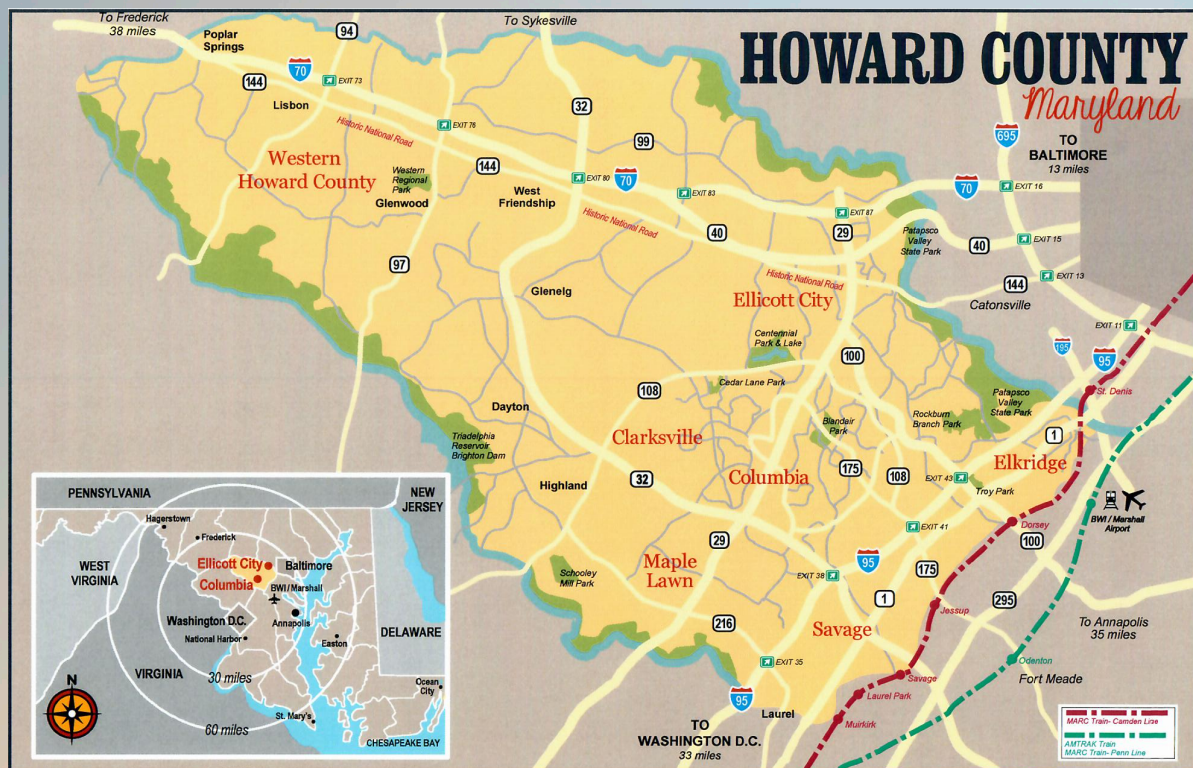 HOWARD COUNTY
Maryland
To Frederick
38 miles
Poplar
Springs
94
To Sykesville
144
70
EXIT 73
Lisbon
Historic National Road
EXIT 76
32
99
695
TO
BALTIMORE
13 miles
Western
Howard County
Western
Regional
Park
Glenwood
144
West
Friendship
EXIT 80
70
EXIT 83
Historic National Road
40
EXIT 87
29
70
EXIT 16
Patapsco
Valley
State Park
40
EXIT 15
97
Glenelg
Historic National Road
Ellicott City
144
EXIT 13
Catonsville
Centennial
Park & Lake
100
EXIT 11
195
95
108
Cedar Lane Park
St. Denis
Dayton
Triadelphia
Reservoir
Brighton Dam
Clarksville
Blandair
Park
Rockburn
Branch Park
Patapsco
Valley
State Park
1
Elkridge
Highland
32
Columbia
175
108
EXIT 43
Troy Park
BWI / Marshall
Airport
Dorsey
100
EXIT 41
29
Maple
Lawn
Schooley
Mill Park
95
EXIT 38
175
1
295
Jessup
216
Savage
To Annapolis
35 miles
EXIT 35
Odenton
Fort Meade
Savage
Laurel Park
95
Laurel
Muirkirk
TO
WASHINGTON D.C.
33 miles
PENNSYLVANIA
NEW
JERSEY
Hagerstown
Frederick
WEST
VIRGINIA
Ellicott City
Baltimore
Columbia
BWI/Marshall
Washington D.C.
Annapolis
National Harbor
Easton
DELAWARE
VIRGINIA
30 miles
Ocean
City
N
St. Mary's
60 miles
CHESAPEAKE BAY
MARC Train- Camden Line
AMTRAK Train
MARC Train- Penn Line